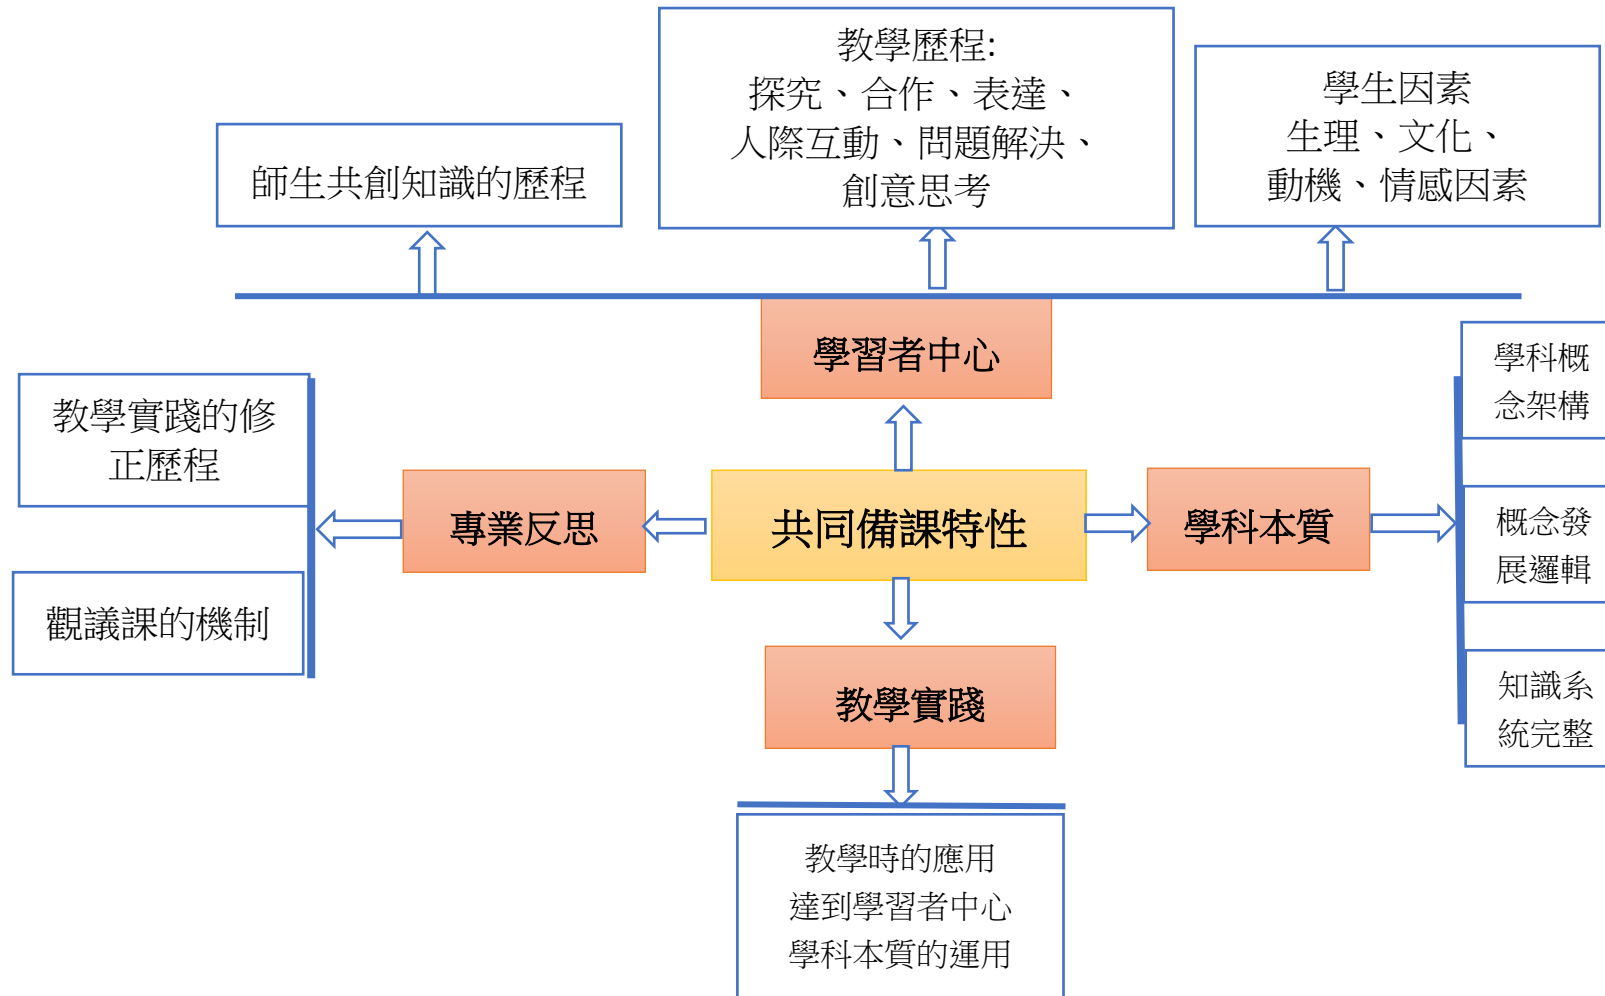 教學歷程:
探究、合作、表達、
人際互動、問題解決、
創意思考
學生因素
生理、文化、
動機、情感因素
師生共創知識的歷程
學習者中心
學科概
念架構
教學實踐的修
正歷程
專業反思
共同備課特性
學科本質
概念發
展邏輯
觀議課的機制
教學實踐
知識系
統完整
教學時的應用
達到學習者中心
學科本質的運用